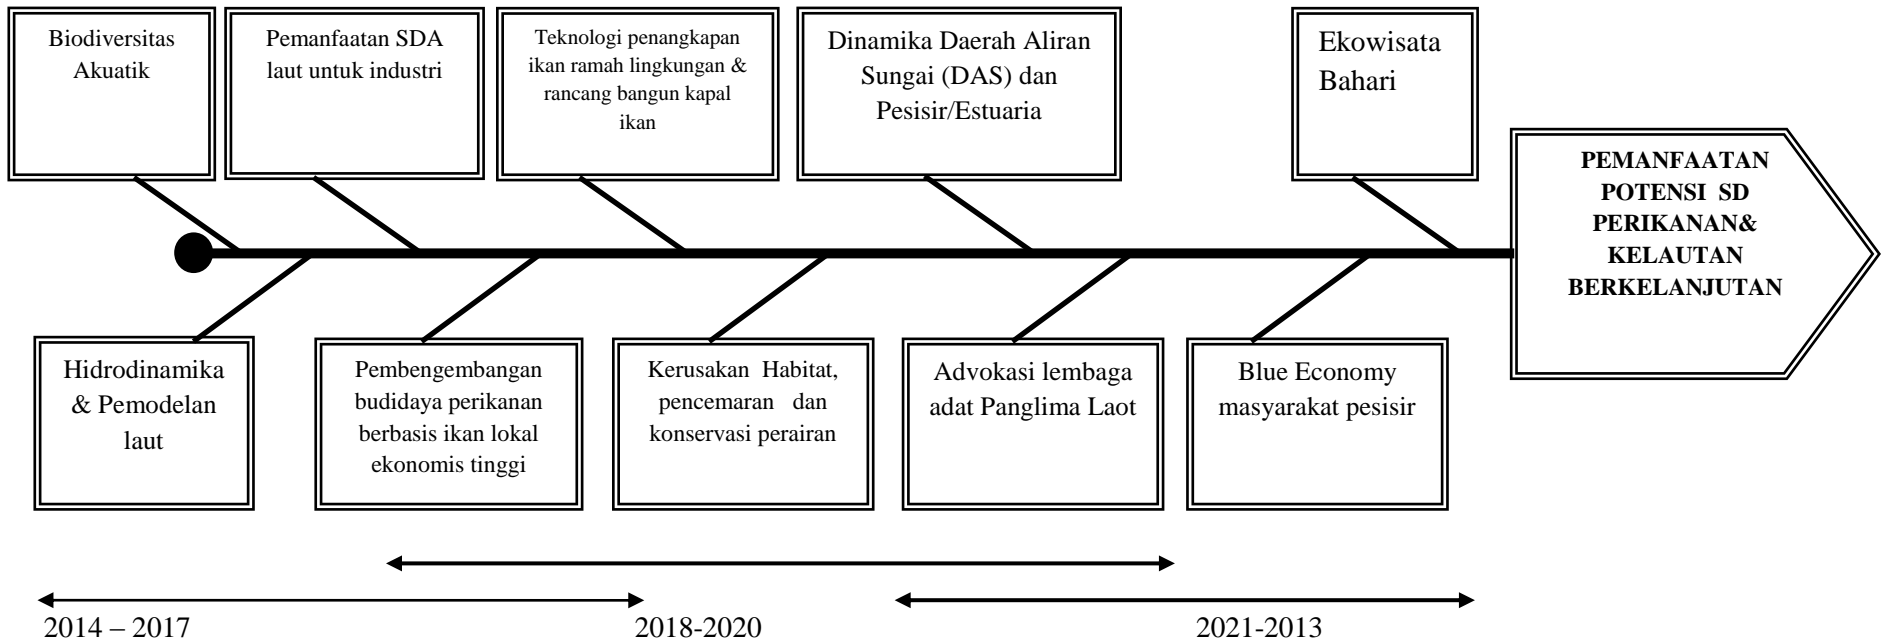 Biodiversitas
Akuatik
Pemanfaatan SDA
laut untuk industri
Teknologi penangkapan
ikan ramah lingkungan &
rancang bangun kapal
ikan
Dinamika Daerah Aliran
Sungai (DAS) dan
Pesisir/Estuaria
Ekowisata
Bahari
PEMANFAATAN
POTENSI SD
PERIKANAN&
KELAUTAN
BERKELANJUTAN
Hidrodinamika
& Pemodelan
laut
Pembengembangan
budidaya perikanan
berbasis ikan lokal
ekonomis tinggi
Kerusakan Habitat,
pencemaran dan
konservasi perairan
Advokasi lembaga
adat Panglima Laot
Blue Economy
masyarakat pesisir
2014 – 2017
2018-2020
2021-2013